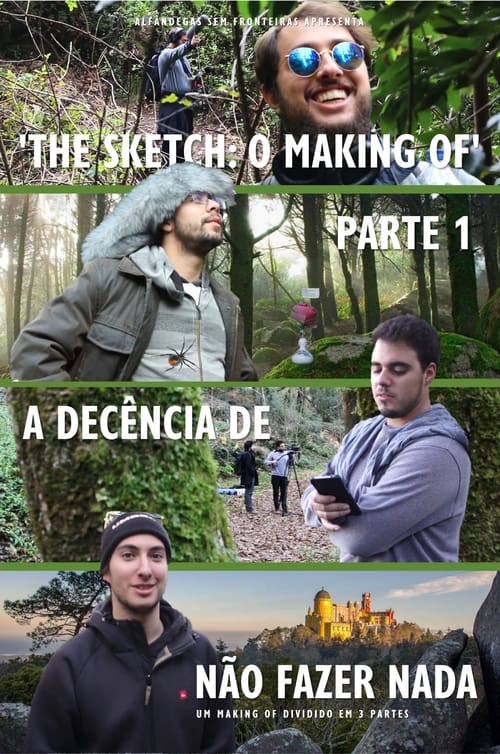 ALFÂNDEGAS SEM FRONTEIRAS APRESENTA
'THE SKETCH: O MAKING OF'
PARTE 1
A DECÊNCIA DE
NÃO FAZER NADA
UM MAKING OF DIVIDIDO EM 3 PARTES